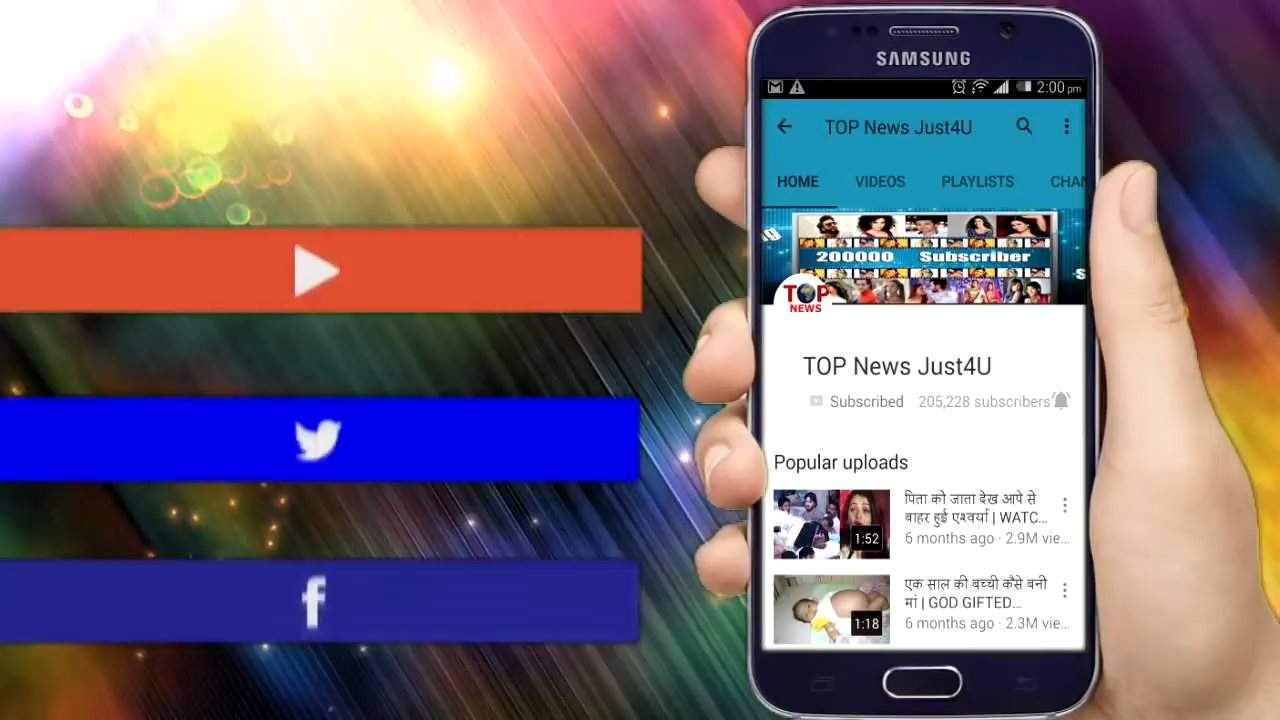 SAMSUNG
2:00 pm
TOP News Just4U
HOME VIDEOS PLAYLISTS CHAN
200000 Subscriber
TOP
NEWS
TOP News Just4U
Subscribed 205,228 subscribers
Popular uploads
पिता को जाता देख आपे से
बाहर हुई एश्वर्या | WATC...
6 months ago · 2.9M vie...
1:52
एक साल की बच्ची कैसे बनी
मां | GOD GIFTED...
6 months ago · 2.3M vie...
1:18